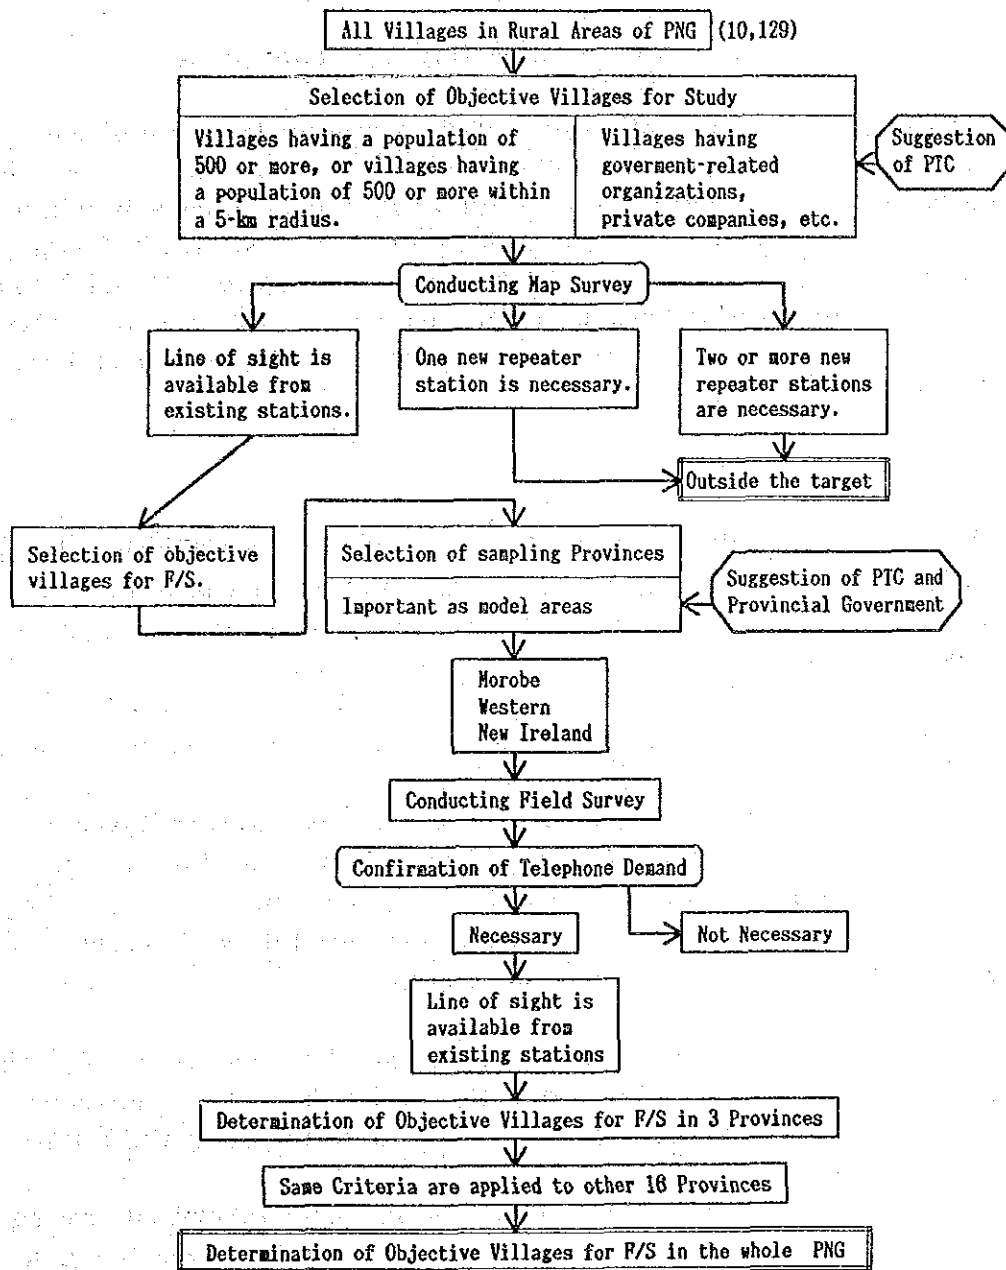 All Villages in Rural Areas of PNG (10,129)
Selection of Objective Villages for Study
Villages having a population of
500 or more, or villages having
a population of 500 or more within
a 5-km radius.
Villages having
goverment-related
organizations,
private companies, etc.
Suggestion
of PTC
Conducting Map Survey
Line of sight is
available from
existing stations.
One new repeater
station is necessary.
Two or more new
repeater stations
are necessary.
Outside the target
Selection of objective
villages for F/S.
Selection of sampling Provinces
Important as model areas
Suggestion of PTC and
Provincial Government
Morobe
Western
New Ireland
Conducting Field Survey
Confirmation of Telephone Demand
Necessary
Not Necessary
Line of sight is
available from
existing stations
Determination of Objective Villages for F/S in 3 Provinces
Same Criteria are applied to other 16 Provinces
Determination of Objective Villages for F/S in the whole PNG